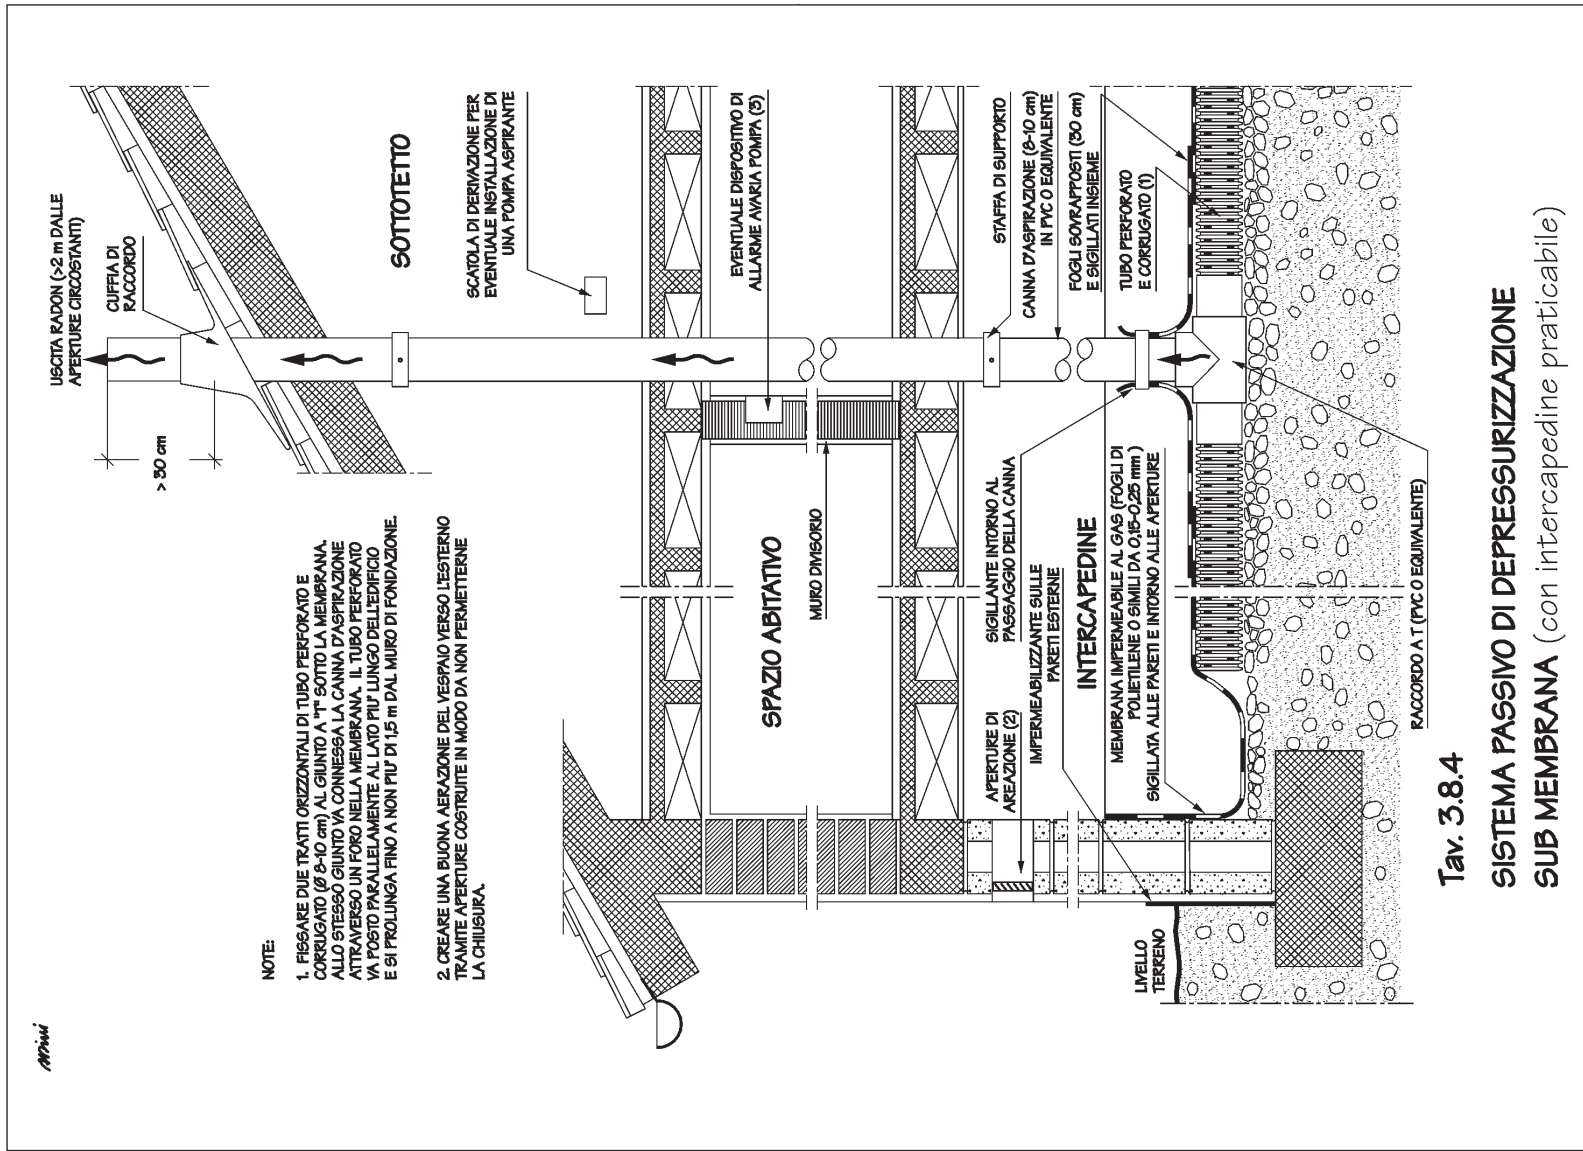 USCITA RADON (>2 m DALLE
APERTURE CIRCOSTANTI)
CUFFIA DI
RACCORDO
> 30 cm
SOTTOTETTO
SCATOLA DI DERIVAZIONE PER
EVENTUALE INSTALLAZIONE DI
UNA POMPA ASPIRANTE
NOTE:
1. FISSARE DUE TRATTI ORIZZONTALI DI TUBO PERFORATO E
CORRUGATO (Ø 8-10 cm) AL GIUNTO A "T" SOTTO LA MEMBRANA.
ALLO STESSO GIUNTO VA CONNESSA LA CANNA D'ASPIRAZIONE
ATTRAVERSO UN FORO NELLA MEMBRANA. IL TUBO PERFORATO
VA POSTO PARALLELAMENTE AL LATO PIU' LUNGO DELL'EDIFICIO
E SI PROLUNGA FINO A NON PIU' DI 1,5 m DAL MURO DI FONDAZIONE.
2. CREARE UNA BUONA AERAZIONE DEL VESPAIO VERSO L'ESTERNO
TRAMITE APERTURE COSTRUITE IN MODO DA NON PERMETTERNE
LA CHIUSURA.
EVENTUALE DISPOSITIVO DI
ALLARME AVARIA POMPA (3)
SPAZIO ABITATIVO
MURO DIVISORIO
STAFFA DI SUPPORTO
CANNA D'ASPIRAZIONE (8-10 cm)
IN PVC O EQUIVALENTE
FOGLI SOVRAPPOSTI (30 cm)
E SIGILLATI INSIEME
TUBO PERFORATO
E CORRUGATO (1)
SIGILLANTE INTORNO AL
PASSAGGIO DELLA CANNA
APERTURE DI
AREAZIONE (2)
IMPERMEABILIZZANTE SULLE
PARETI ESTERNE
INTERCAPEDINE
MEMBRANA IMPERMEABILE AL GAS (FOGLI DI
POLIETILENE O SIMILI DA 0,15-0,25 mm )
SIGILLATA ALLE PARETI E INTORNO ALLE APERTURE
LIVELLO
TERRENO
RACCORDO A T (PVC O EQUIVALENTE)
Tav. 3.8.4
SISTEMA PASSIVO DI DEPRESSURIZZAZIONE
SUB MEMBRANA (con intercapedine praticabile)